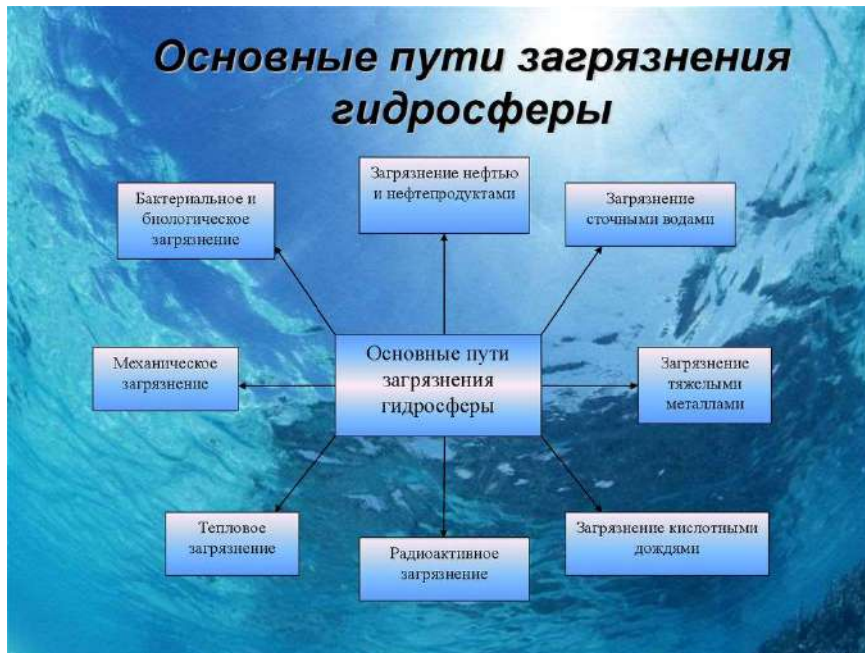 Основные пути загрязнения
гидросферы
Загрязнение нефтью
и нефтепродуктами
Бактериальное и
биологическое
загрязнение
Загрязнение
сточными водами
Основные пути
загрязнения
гидросферы
Механическое
загрязнение
Загрязнение
тяжелыми
металлами
Тепловое
загрязнение
Радиоактивное
загрязнение
Загрязнение кислотными
дождями